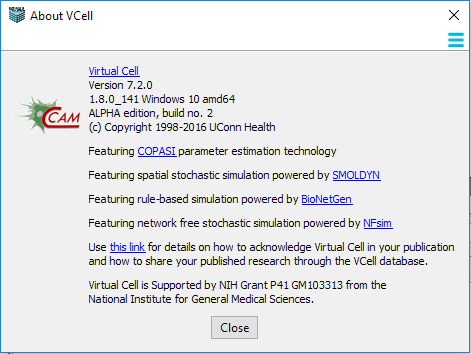 About VCell
Virtual Cell
Version 7.2.0
1.8.0_141 Windows 10 amd64
ALPHA edition, build no. 2
(c) Copyright 1998-2016 UConn Health
CCAM
Featuring COPASI parameter estimation technology
Featuring spatial stochastic simulation powered by SMOLDYN
Featuring rule-based simulation powered by BioNetGen
Featuring network free stochastic simulation powered by NFsim
Use this link for details on how to acknowledge Virtual Cell in your publication
and how to share your published research through the VCell database.
Virtual Cell is Supported by NIH Grant P41 GM103313 from the
National Institute for General Medical Sciences.
Close